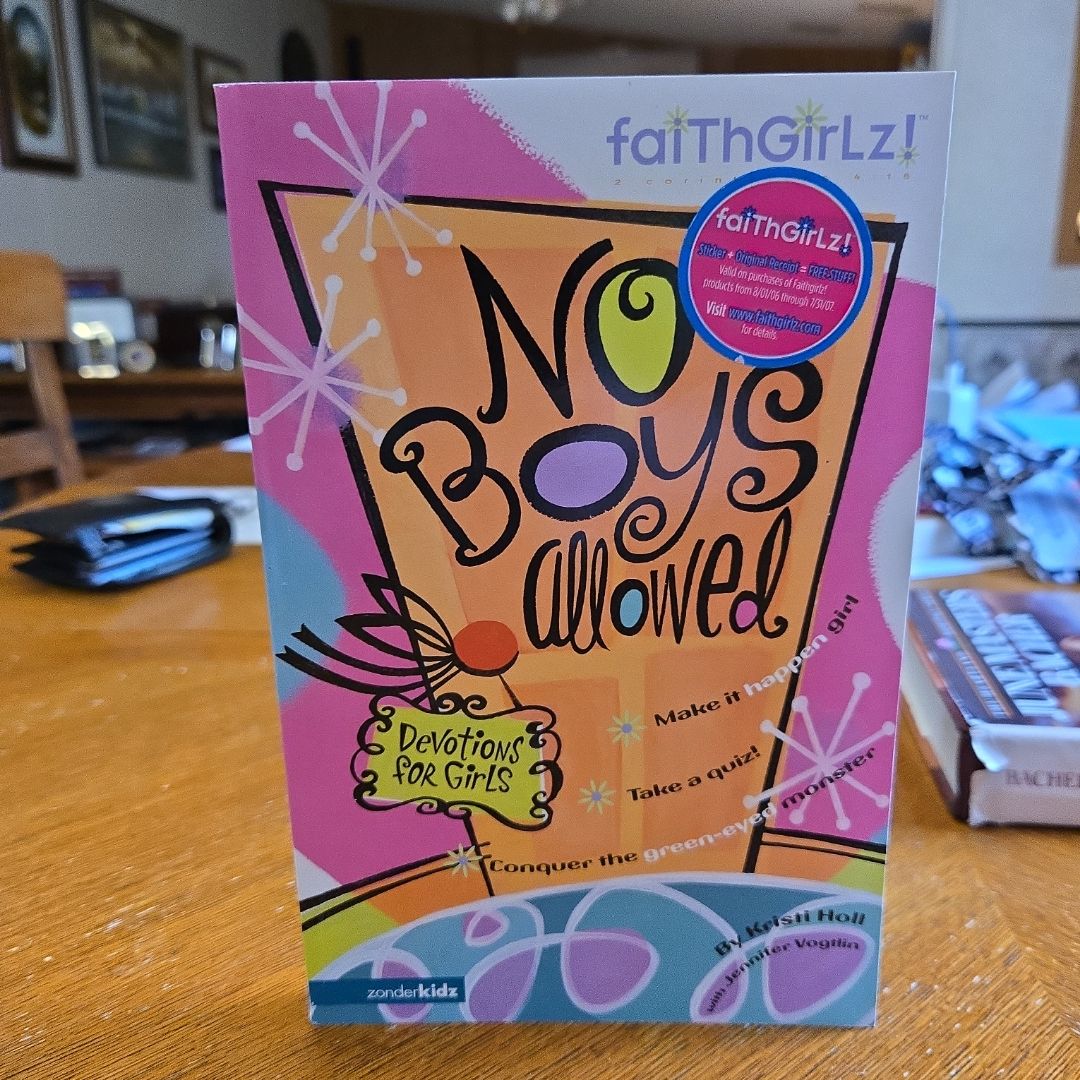 faiThGirLz!™
faiThGirLz!
Sticker + Original Receipt = FREE STUFF!
Valid on purchases of Faithgirlz!
products from 8/01/06 through 7/31/07.
Visit www.faithgirlz.com
for details.
No
Boys
allowed
Make it happen girl
Devotions
for Girls
Take a quiz!
Conquer the green-eyed monster
By Kristi Holl
with Jennifer Vogtlin
zonderkidz